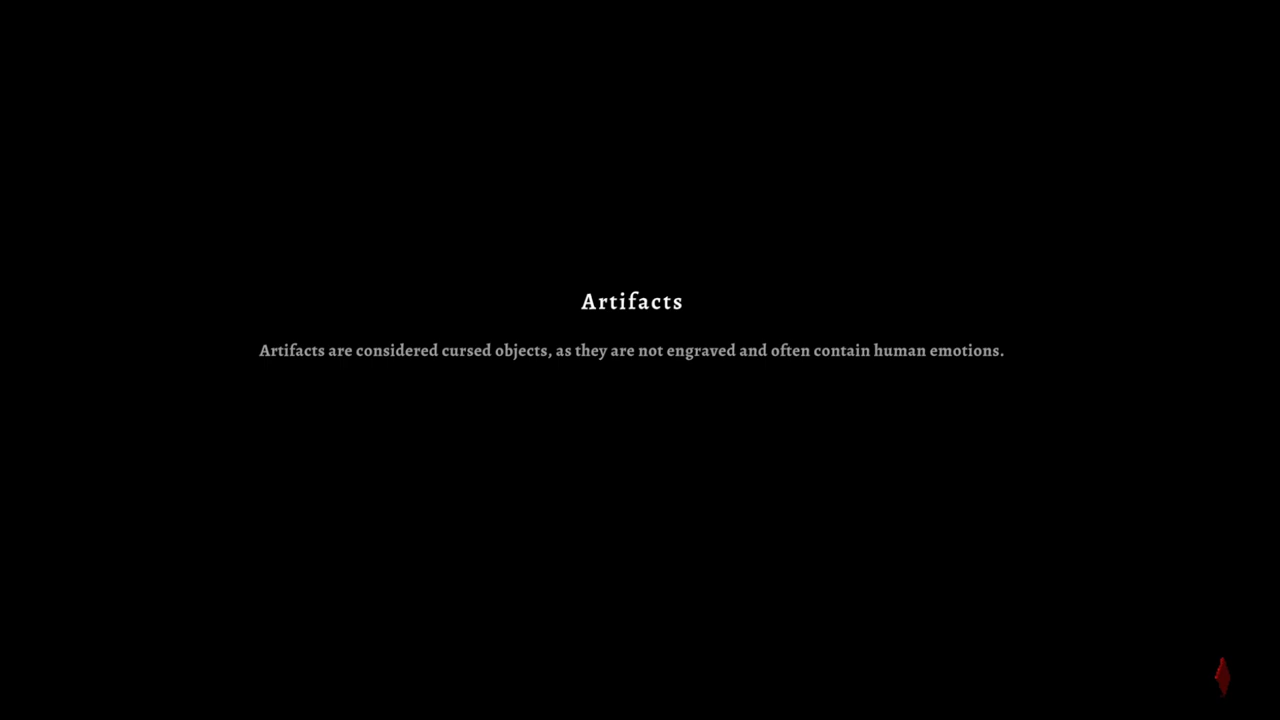 Artifacts
Artifacts are considered cursed objects, as they are not engraved and often contain human emotions.